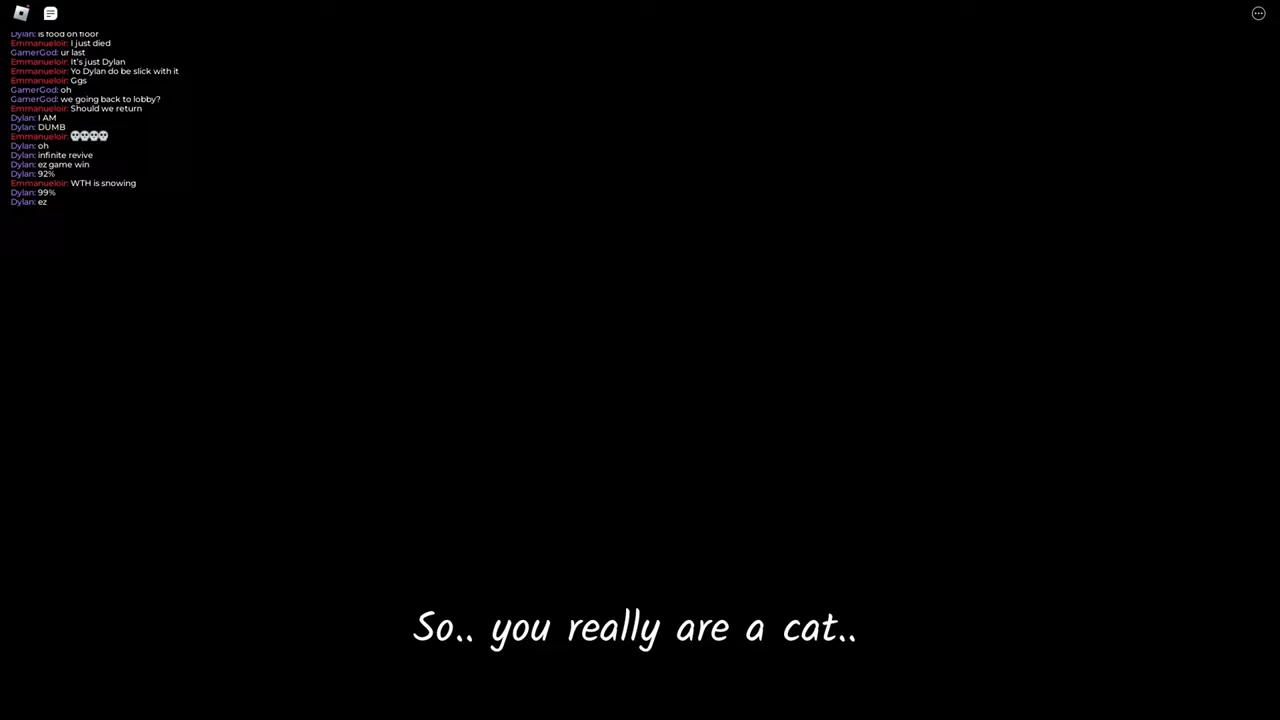 Dylan: is food on floor
Emmanueloir: I just died
GamerGod: ur last
Emmanueloir: It's just Dylan
Emmanueloir: Yo Dylan do be slick with it
Emmanueloir: Ggs
GamerGod: oh
GamerGod: we going back to lobby?
Emmanueloir: Should we return
Dylan: I AM
Dylan: DUMB
Emmanueloir: 💀💀💀💀
Dylan: oh
Dylan: infinite revive
Dylan: ez game win
Dylan: 92%
Emmanueloir: WTH is snowing
Dylan: 99%
Dylan: ez
So.. you really are a cat..